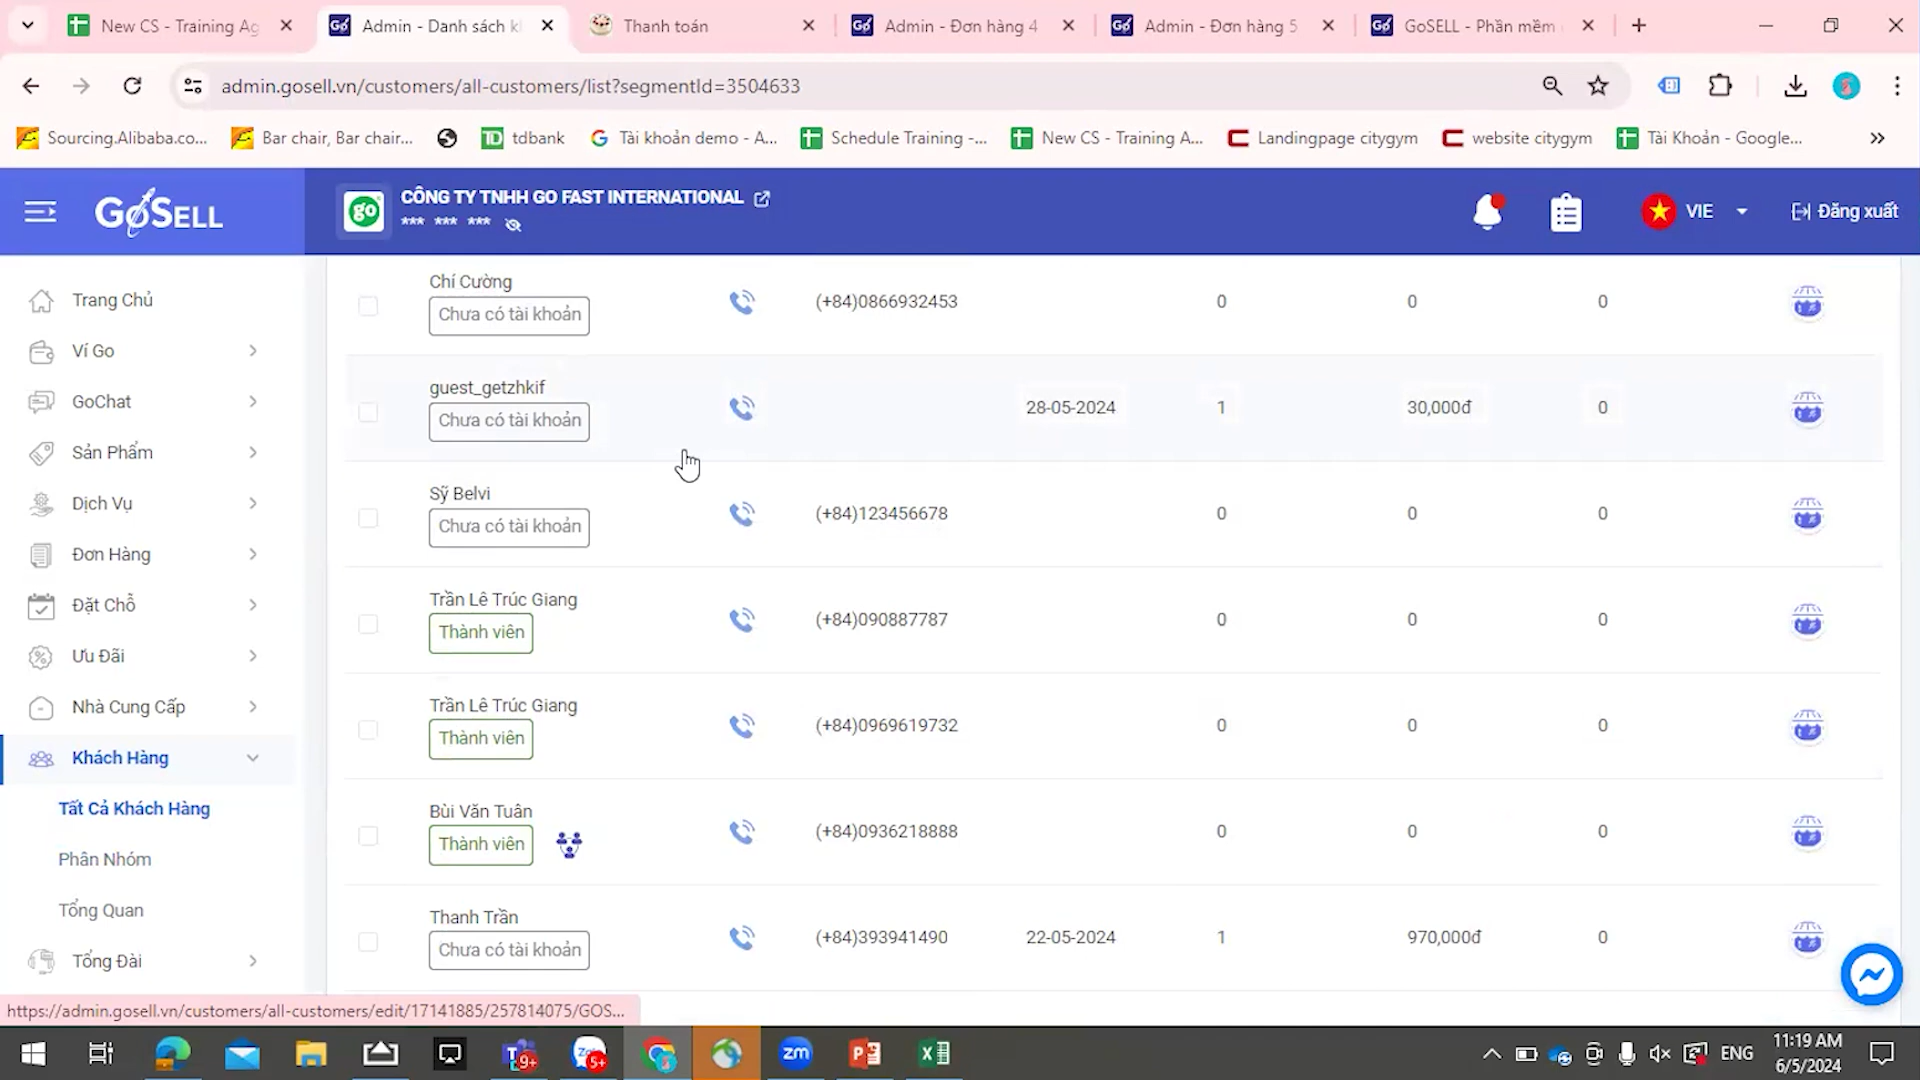 New CS - Training Ag
Admin - Danh sách kh
Thanh toán
Admin - Đơn hàng 4
Admin - Đơn hàng 5
GoSELL - Phần mềm
admin.gosell.vn/customers/all-customers/list?segmentId=3504633
Sourcing.Alibaba.co...
Bar chair, Bar chair...
tdbank
Tài khoản demo - A...
Schedule Training -...
New CS - Training A...
Landingpage citygym
website citygym
Tài Khoản - Google...
GOSELL
go
CÔNG TY TNHH GO FAST INTERNATIONAL
*** *** ***
VIE
Đăng xuất
Trang Chủ
Ví Go
GoChat
Sản Phẩm
Dịch Vụ
Đơn Hàng
Đặt Chỗ
Ưu Đãi
Nhà Cung Cấp
Khách Hàng
Tất Cả Khách Hàng
Phân Nhóm
Tổng Quan
Tổng Đài
Chí Cường
Chưa có tài khoản
(+84)0866932453 0 0 0
guest_getzhkif
Chưa có tài khoản
28-05-2024 1 30,000đ 0
Sỹ Belvi
Chưa có tài khoản
(+84)123456678 0 0 0
Trần Lê Trúc Giang
Thành viên
(+84)090887787 0 0 0
Trần Lê Trúc Giang
Thành viên
(+84)0969619732 0 0 0
Bùi Văn Tuân
Thành viên
(+84)0936218888 0 0 0
Thanh Trần
Chưa có tài khoản
(+84)393941490 22-05-2024 1 970,000đ 0
https://admin.gosell.vn/customers/all-customers/edit/17141885/257814075/GOS...
9+
5+
zm
ENG
11:19 AM
6/5/2024